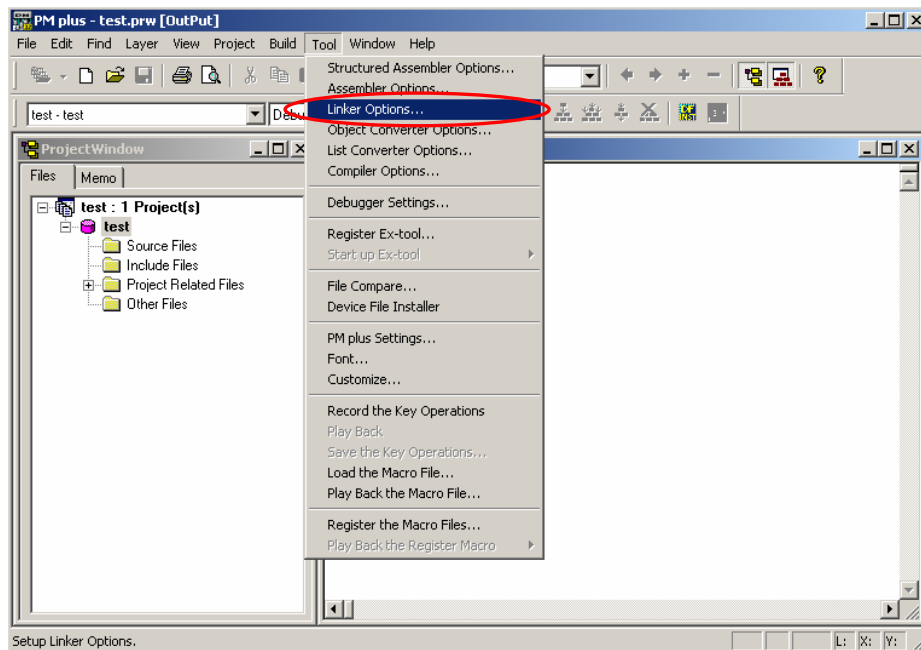 PM plus - test.prw [OutPut]
File Edit Find Layer View Project Build Tool Window Help
test - test
Debu
ProjectWindow
Files Memo
test : 1 Project(s)
test
Source Files
Include Files
Project Related Files
Other Files
Structured Assembler Options...
Assembler Options...
Linker Options...
Object Converter Options...
List Converter Options...
Compiler Options...
Debugger Settings...
Register Ex-tool...
Start up Ex-tool
File Compare...
Device File Installer
PM plus Settings...
Font...
Customize...
Record the Key Operations
Play Back
Save the Key Operations...
Load the Macro File...
Play Back the Macro File...
Register the Macro Files...
Play Back the Register Macro
Setup Linker Options.
L: X: Y: